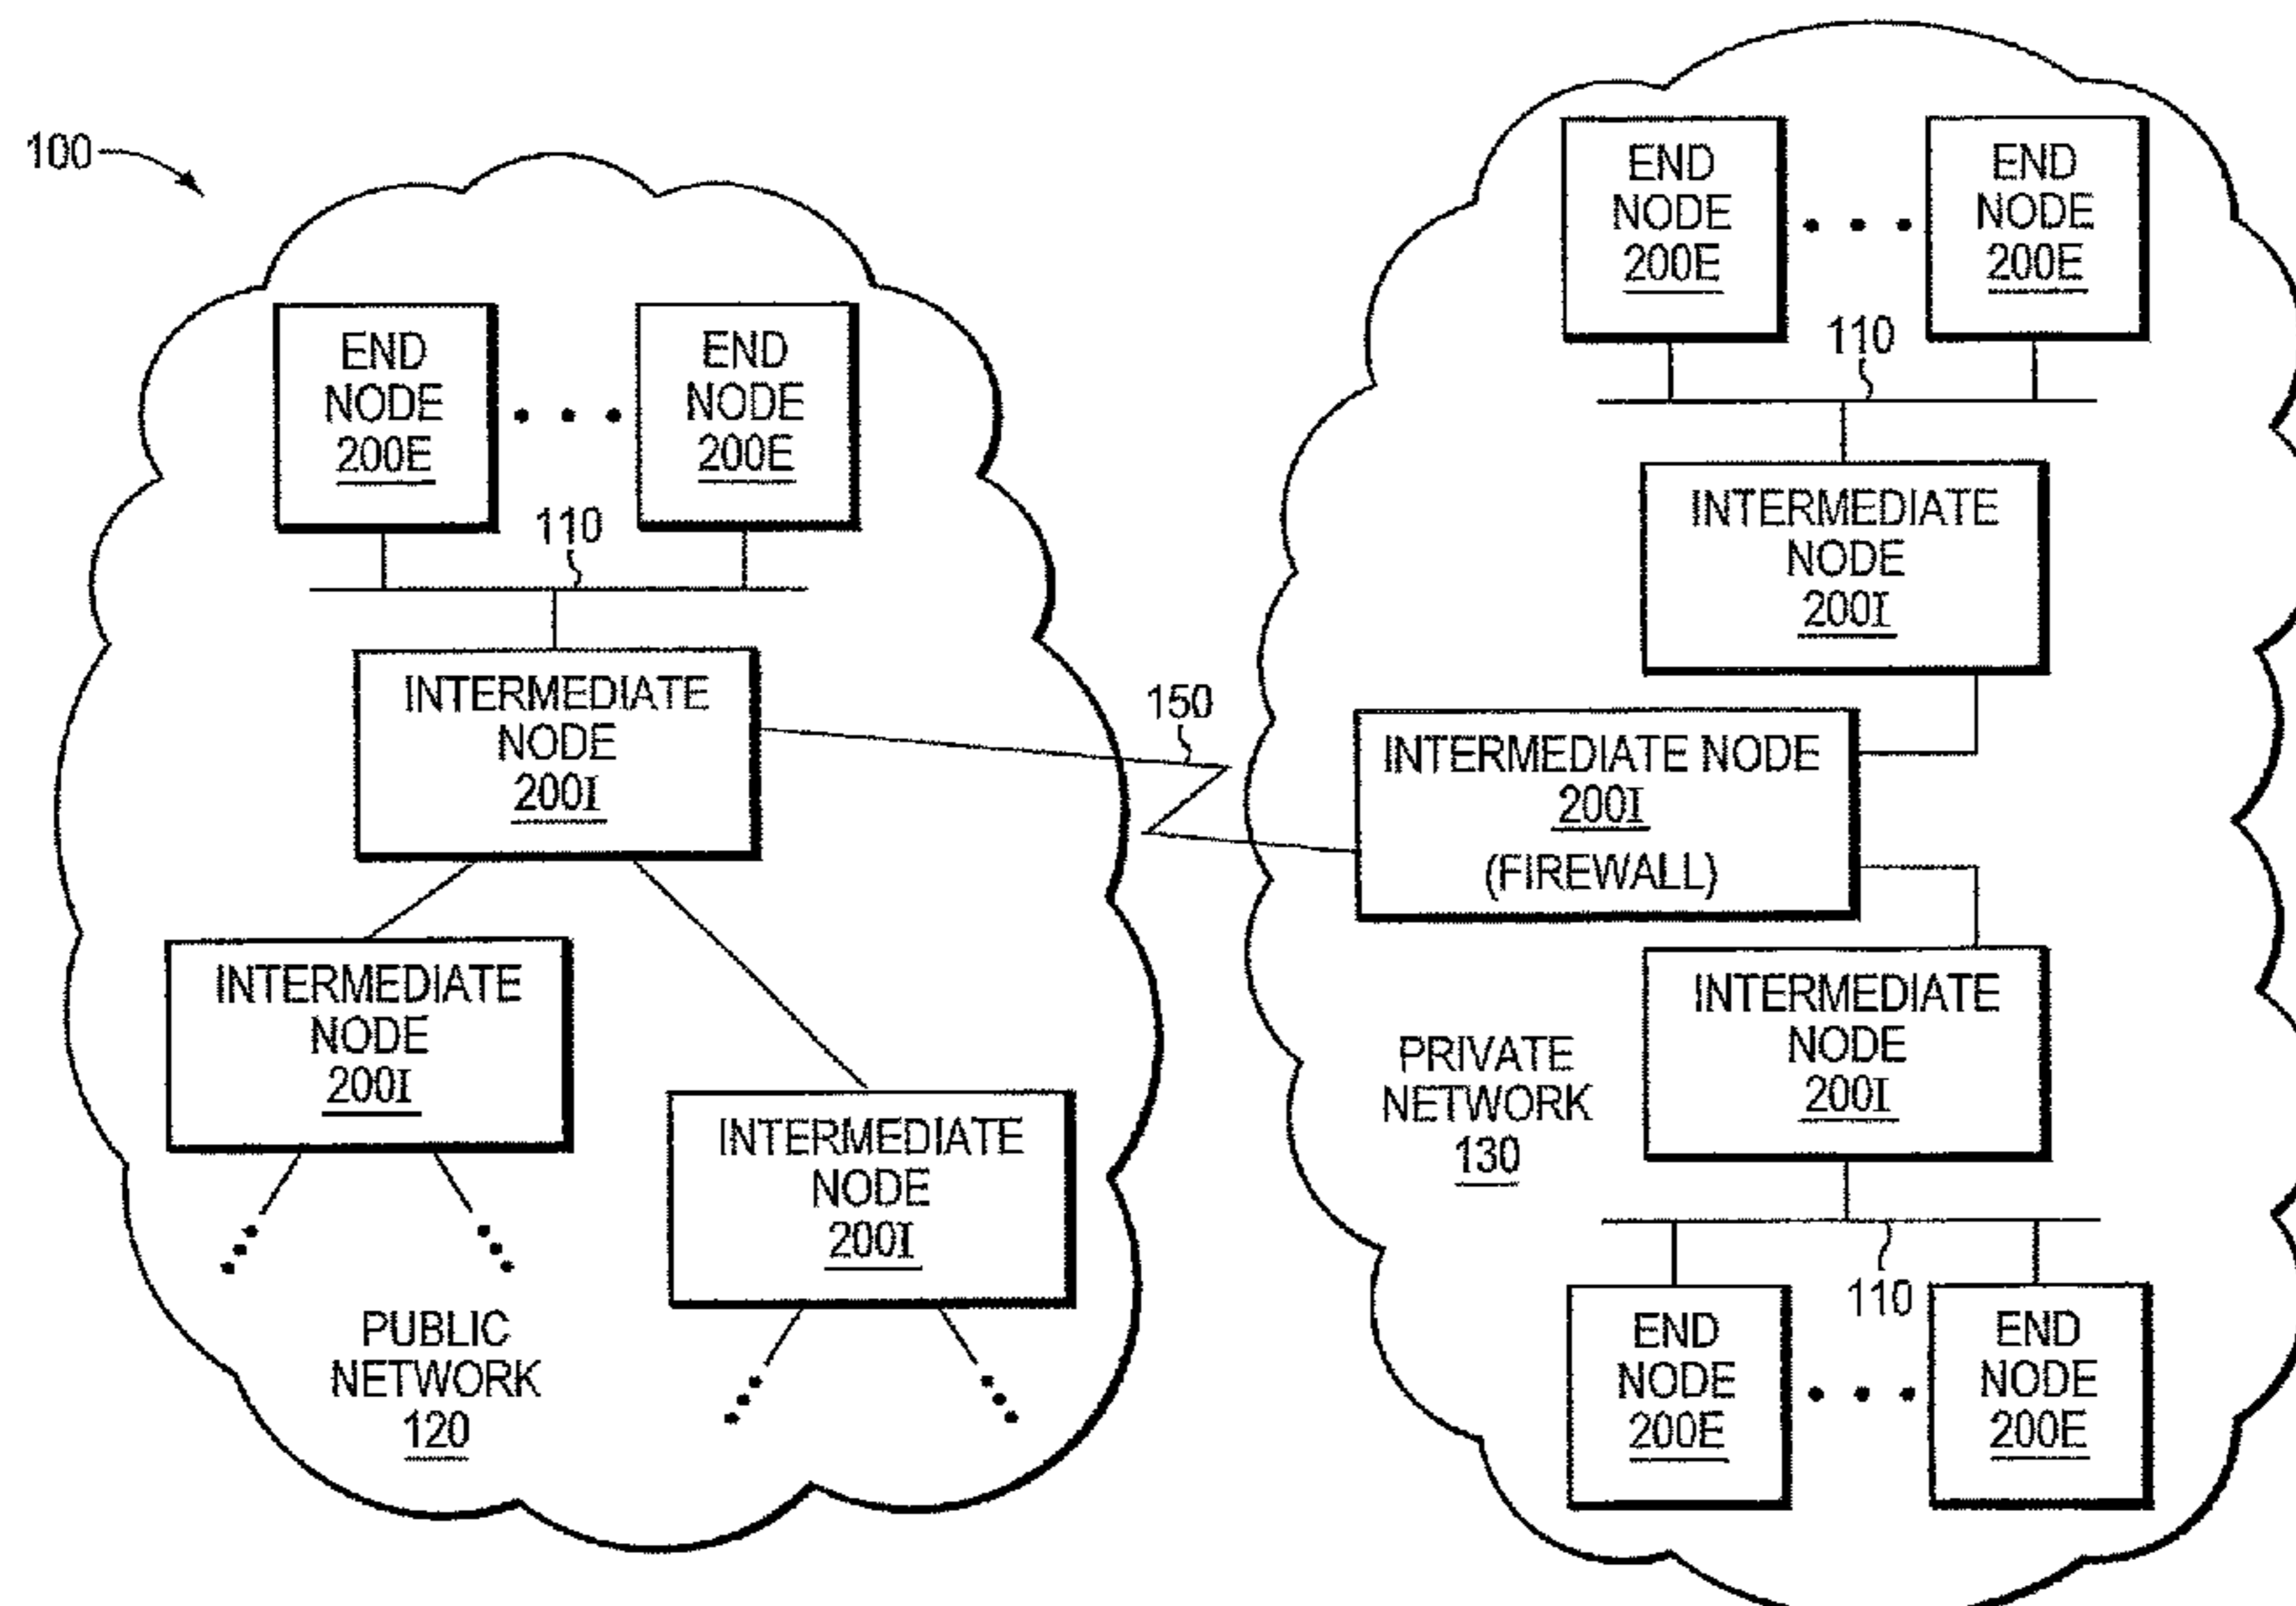 100
END
NODE
200E
END
NODE
200E
110
INTERMEDIATE
NODE
200I
150
INTERMEDIATE
NODE
200I
INTERMEDIATE
NODE
200I
PUBLIC
NETWORK
120
END
NODE
200E
END
NODE
200E
110
INTERMEDIATE
NODE
200I
INTERMEDIATE NODE
200I
(FIREWALL)
INTERMEDIATE
NODE
200I
PRIVATE
NETWORK
130
110
END
NODE
200E
END
NODE
200E